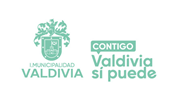 I. MUNICIPALIDAD
VALDIVIA
CONTIGO
Valdivia
sí puede